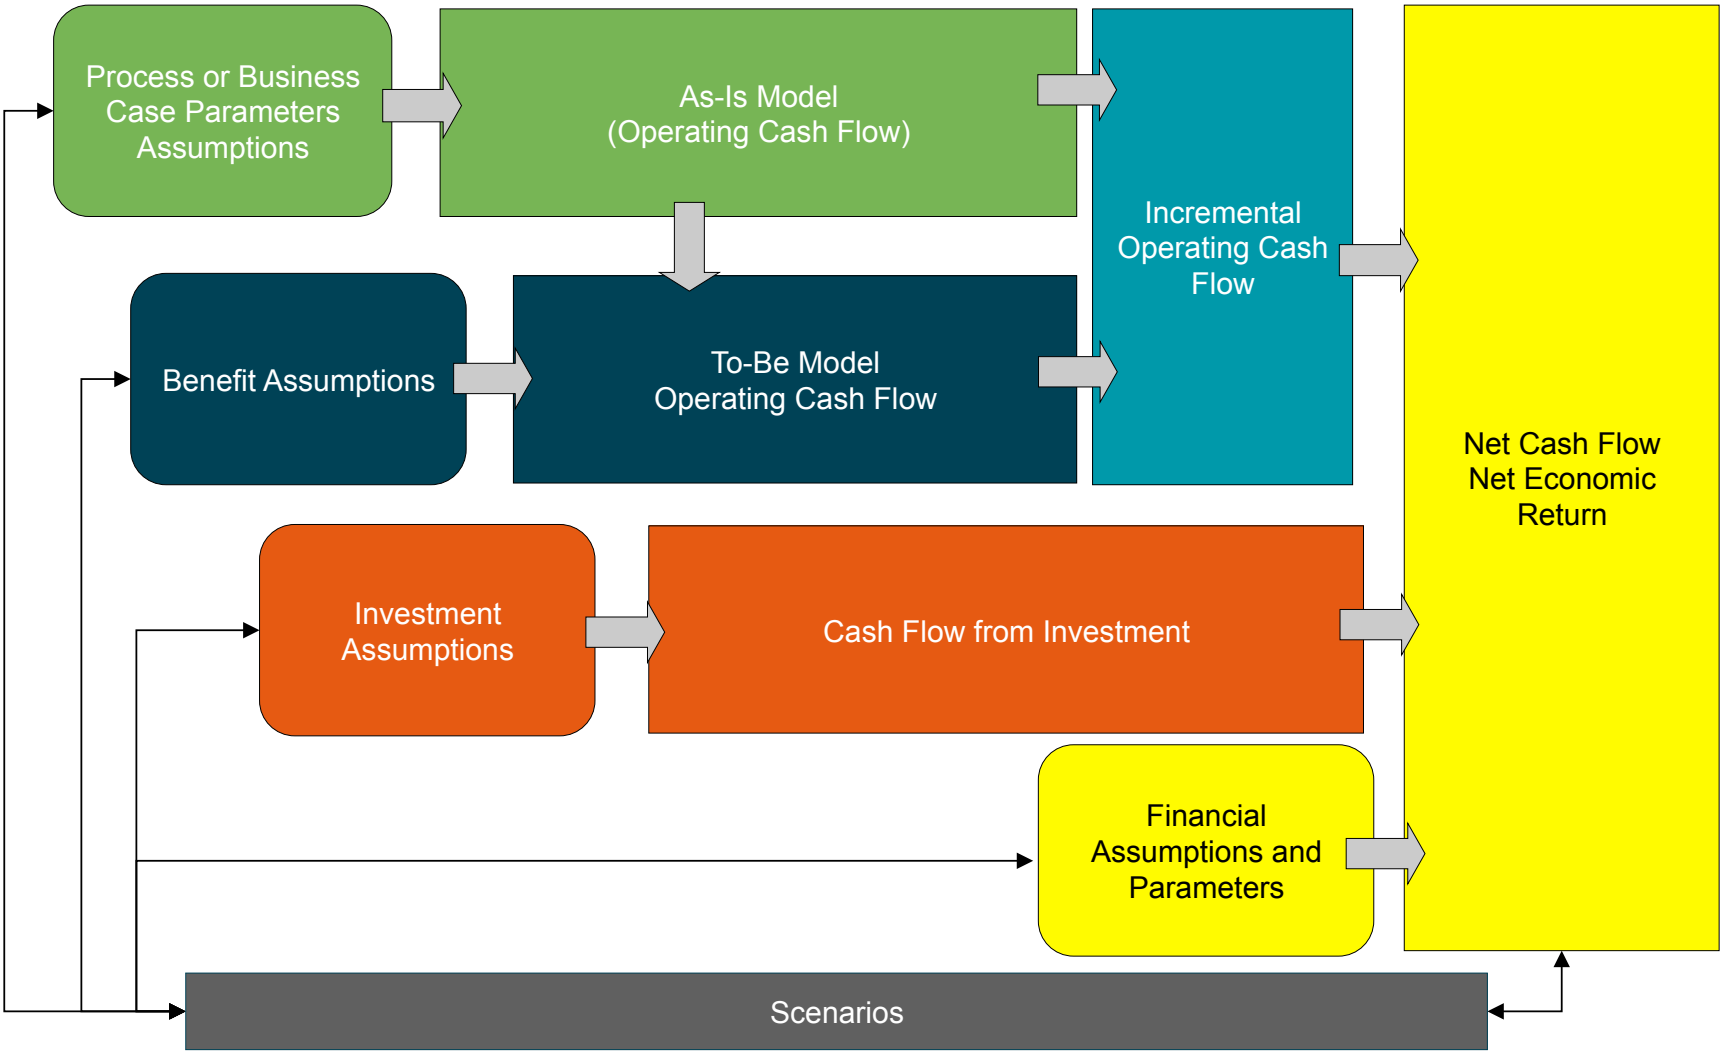 Process or Business
Case Parameters
Assumptions
As-Is Model
(Operating Cash Flow)
Incremental
Operating Cash
Flow
Benefit Assumptions
To-Be Model
Operating Cash Flow
Net Cash Flow
Net Economic
Return
Investment
Assumptions
Cash Flow from Investment
Financial
Assumptions and
Parameters
Scenarios